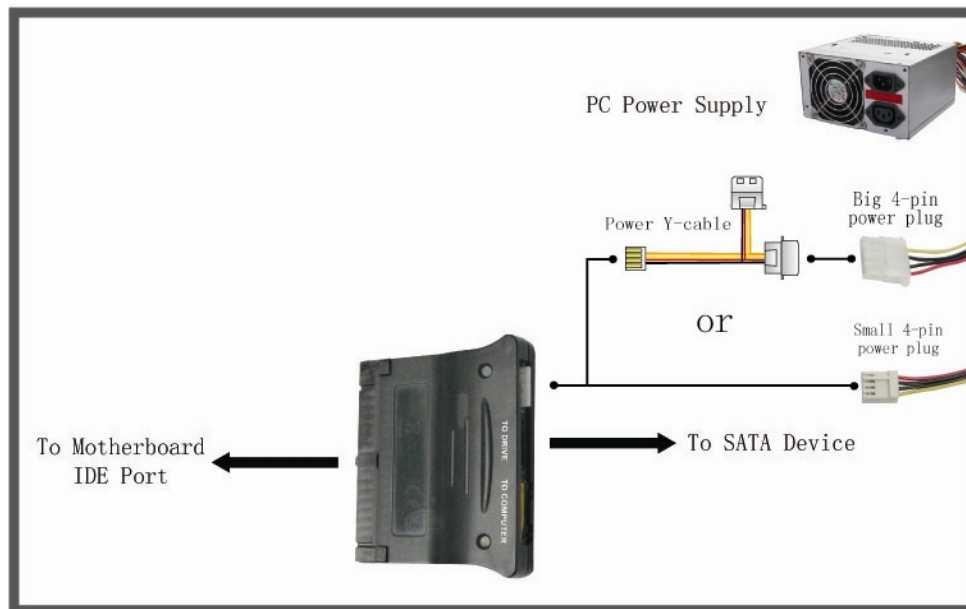 PC Power Supply
Power Y-cable
Big 4-pin
power plug
or
Small 4-pin
power plug
To Motherboard
IDE Port
TO DRIVE
TO COMPUTER
To SATA Device